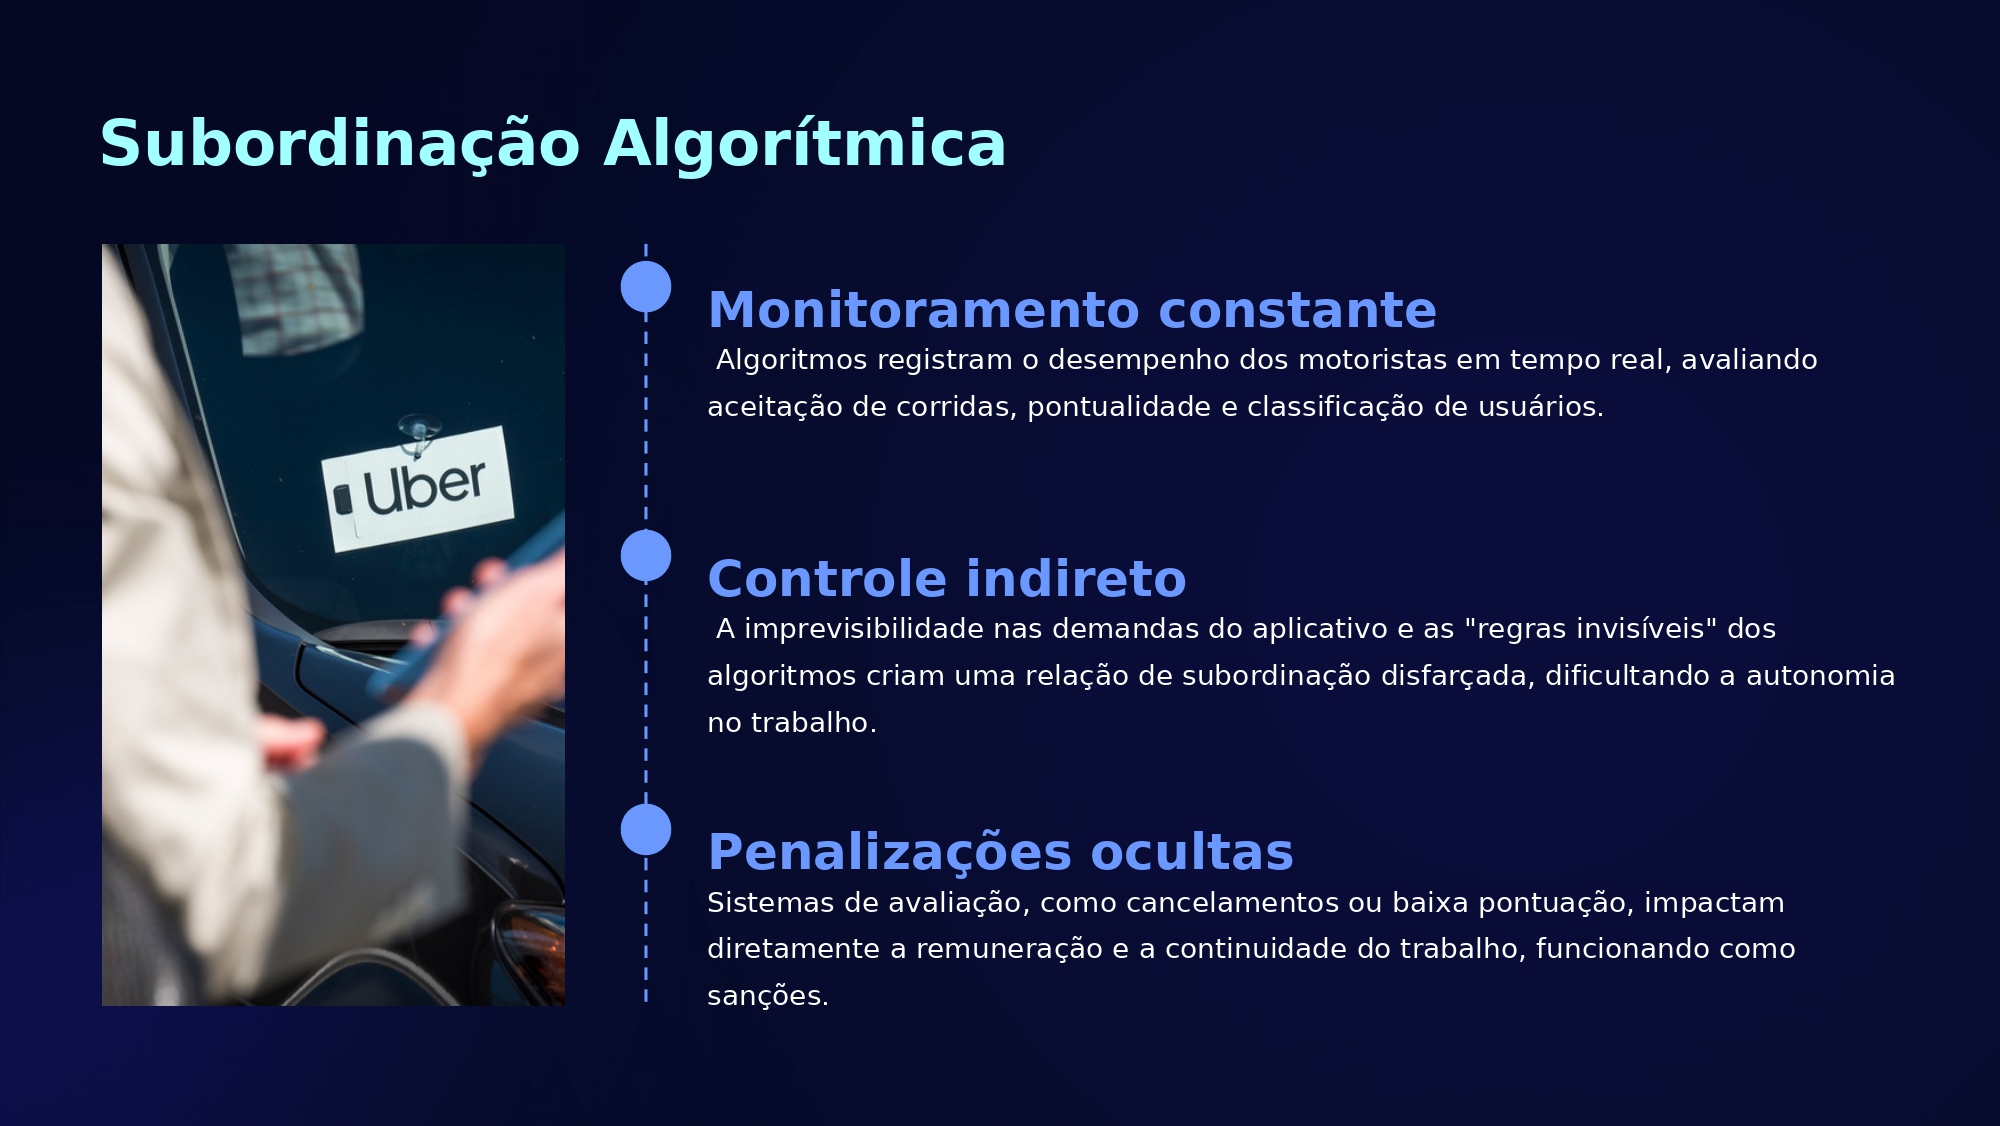 Subordinação Algorítmica
Uber
Monitoramento constante
Algoritmos registram o desempenho dos motoristas em tempo real, avaliando
aceitação de corridas, pontualidade e classificação de usuários.
Controle indireto
A imprevisibilidade nas demandas do aplicativo e as "regras invisíveis" dos
algoritmos criam uma relação de subordinação disfarçada, dificultando a autonomia
no trabalho.
Penalizações ocultas
Sistemas de avaliação, como cancelamentos ou baixa pontuação, impactam
diretamente a remuneração e a continuidade do trabalho, funcionando como
sanções.